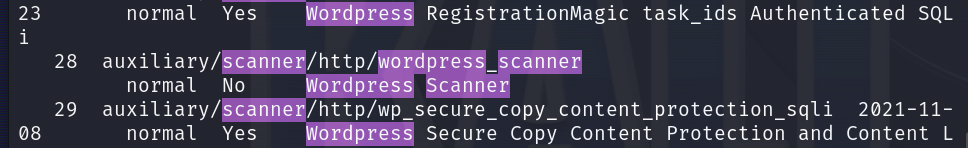 23       normal  Yes    Wordpress RegistrationMagic task_ids Authenticated SQL
i
   28  auxiliary/scanner/http/wordpress_scanner
         normal  No     Wordpress Scanner
   29  auxiliary/scanner/http/wp_secure_copy_content_protection_sqli  2021-11-
08       normal  Yes    Wordpress Secure Copy Content Protection and Content L